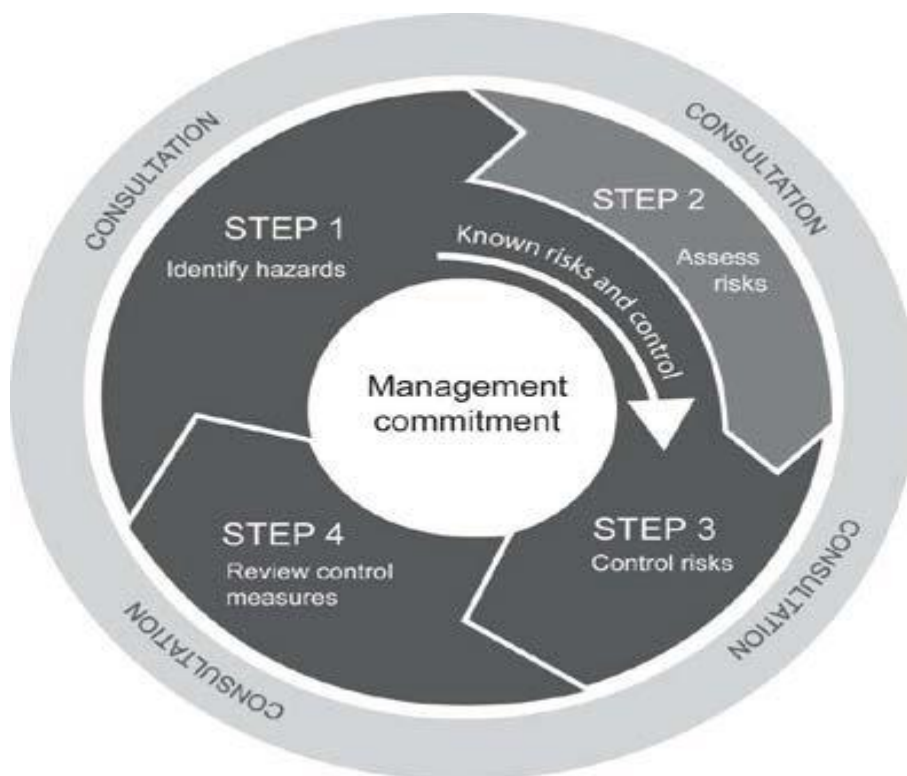 CONSULTATION
CONSULTATION
STEP 1
Identify hazards
STEP 2
Assess
risks
Known risks and control
Management
commitment
STEP 4
Review control
measures
STEP 3
Control risks
CONSULTATION
CONSULTATION